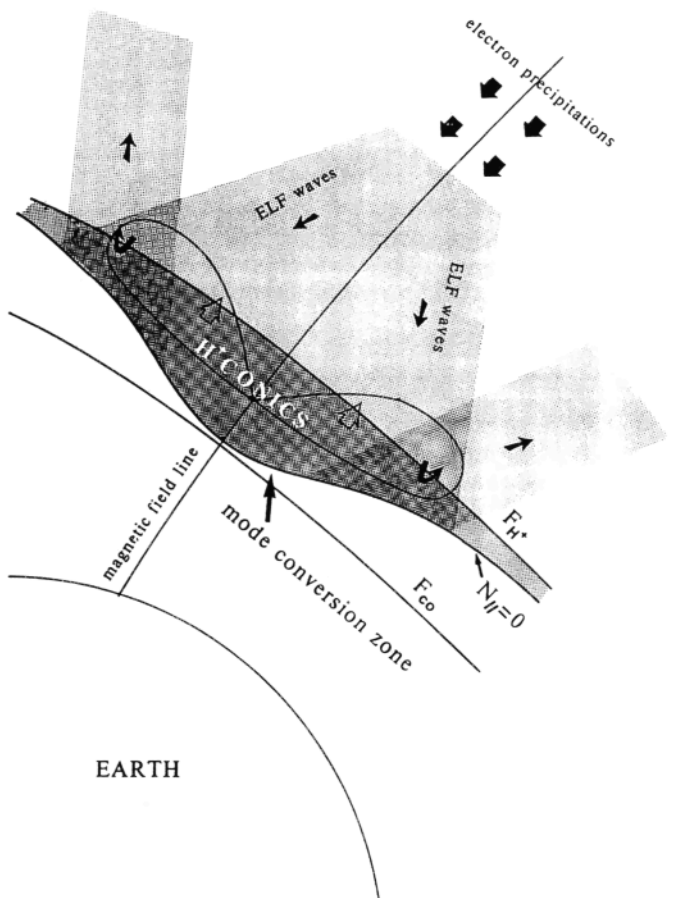 electron precipitations
ELF waves
ELF waves
H⁺CONICS
magnetic field line
mode conversion zone
F_H⁺
F_co
N_//=0
EARTH